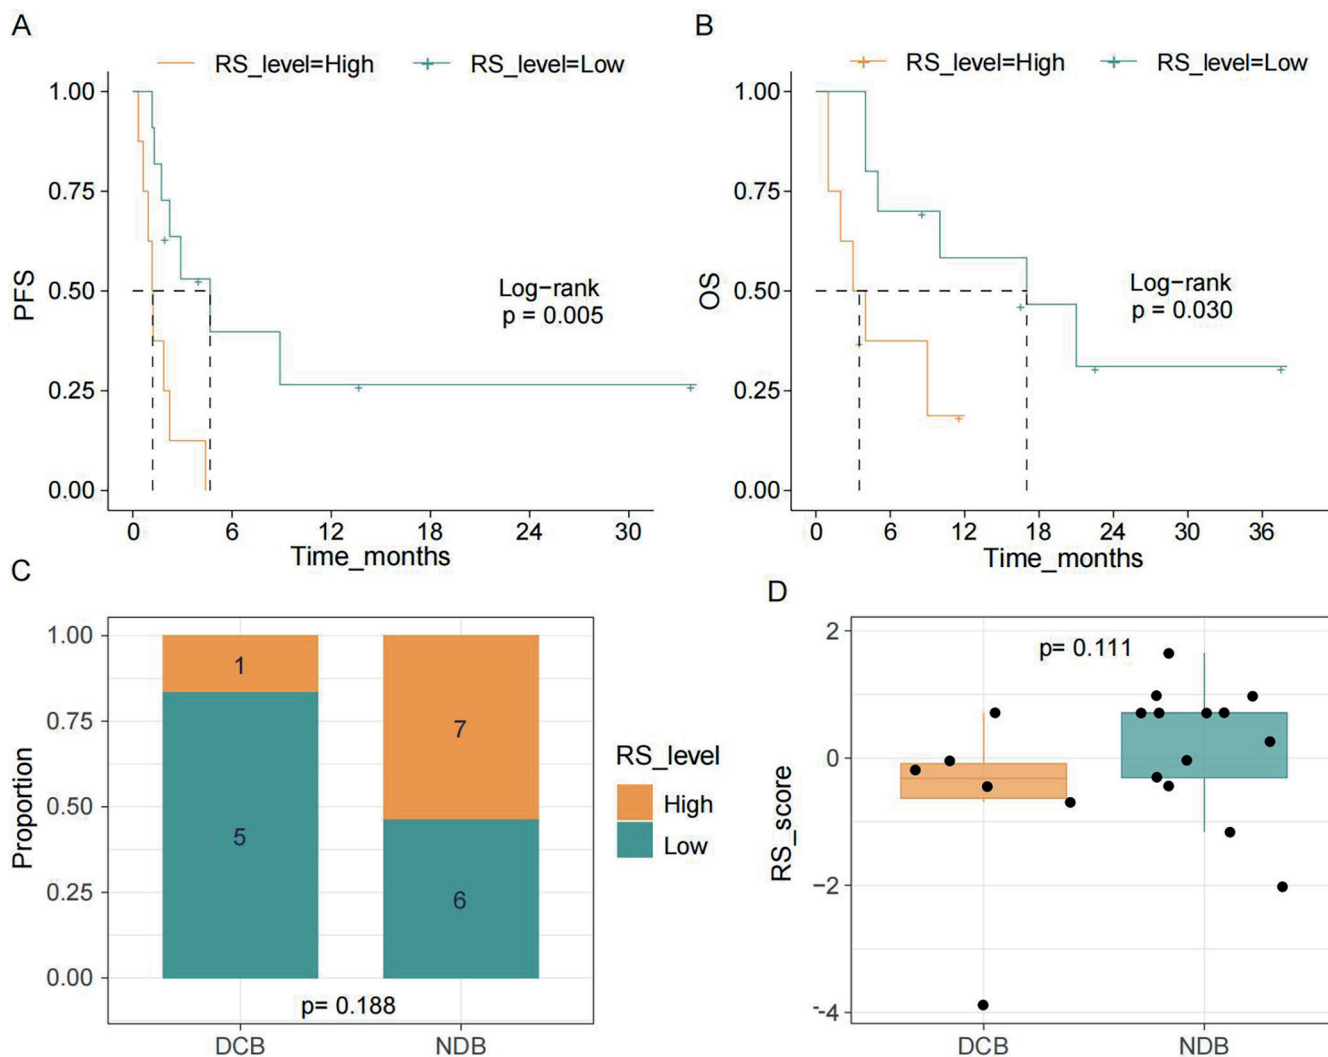 A
RS_level=High
RS_level=Low
1.00
0.75
0.50
0.25
0.00
PFS
Log-rank
p = 0.005
0 6 12 18 24 30
Time_months
B
RS_level=High
RS_level=Low
1.00
0.75
0.50
0.25
0.00
OS
Log-rank
p = 0.030
0 6 12 18 24 30 36
Time_months
C
1.00
0.75
0.50
0.25
0.00
Proportion
1
5
7
6
p= 0.188
DCB NDB
RS_level
High
Low
D
2
0
-2
-4
RS_score
p= 0.111
DCB NDB